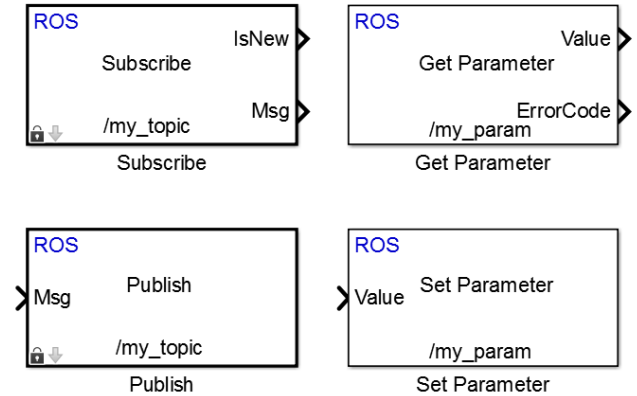 ROS
IsNew
Subscribe
Msg
/my_topic
Subscribe
ROS
Value
Get Parameter
ErrorCode
/my_param
Get Parameter
ROS
Publish
Msg
/my_topic
Publish
ROS
Set Parameter
Value
/my_param
Set Parameter